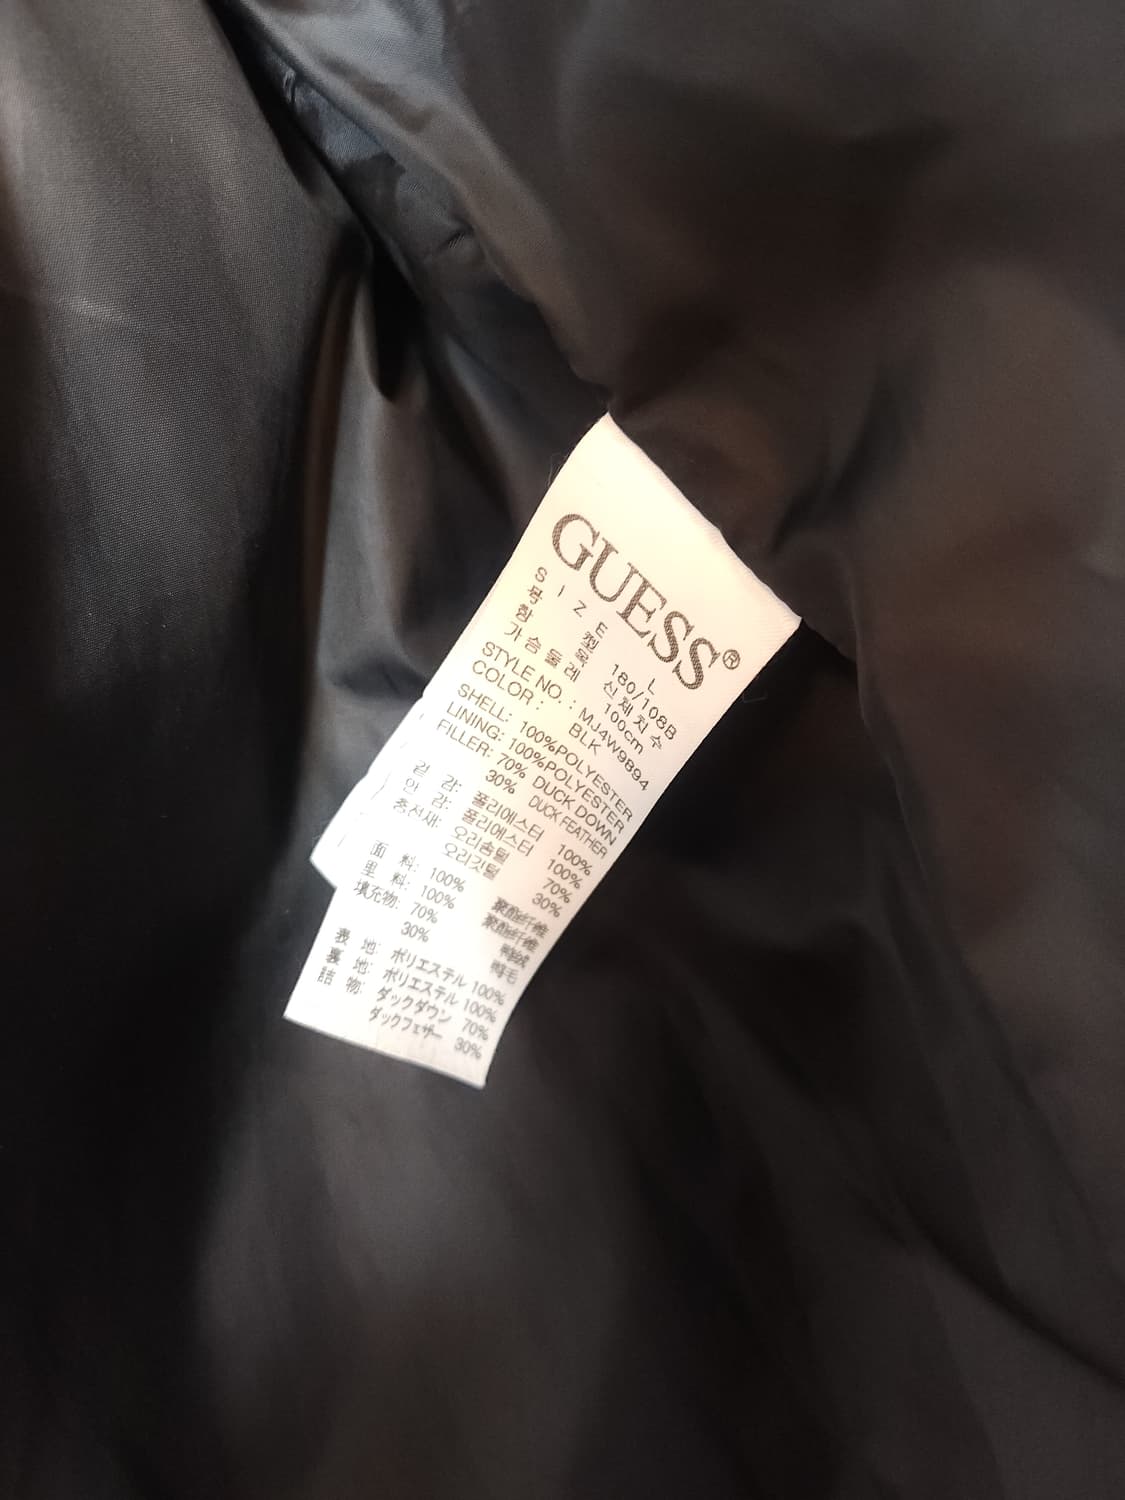 GUESS®
SIZE L
号型 180/108B
품목 신체치수
가슴둘레 100cm
STYLE NO. : MJ4W9894
COLOR : BLK
SHELL: 100%POLYESTER
LINING: 100%POLYESTER
FILLER: 70% DUCK DOWN
30% DUCK FEATHER
겉 감: 폴리에스터 100%
안 감: 폴리에스터 100%
충전재: 오리솜털 70%
오리깃털 30%
面 料: 100% 聚酯纤维
里 料: 100% 聚酯纤维
填充物: 70% 鸭绒
30% 鸭毛
表 地: ポリエステル 100%
裏 地: ポリエステル 100%
詰 物: ダックダウン 70%
ダックフェザー 30%